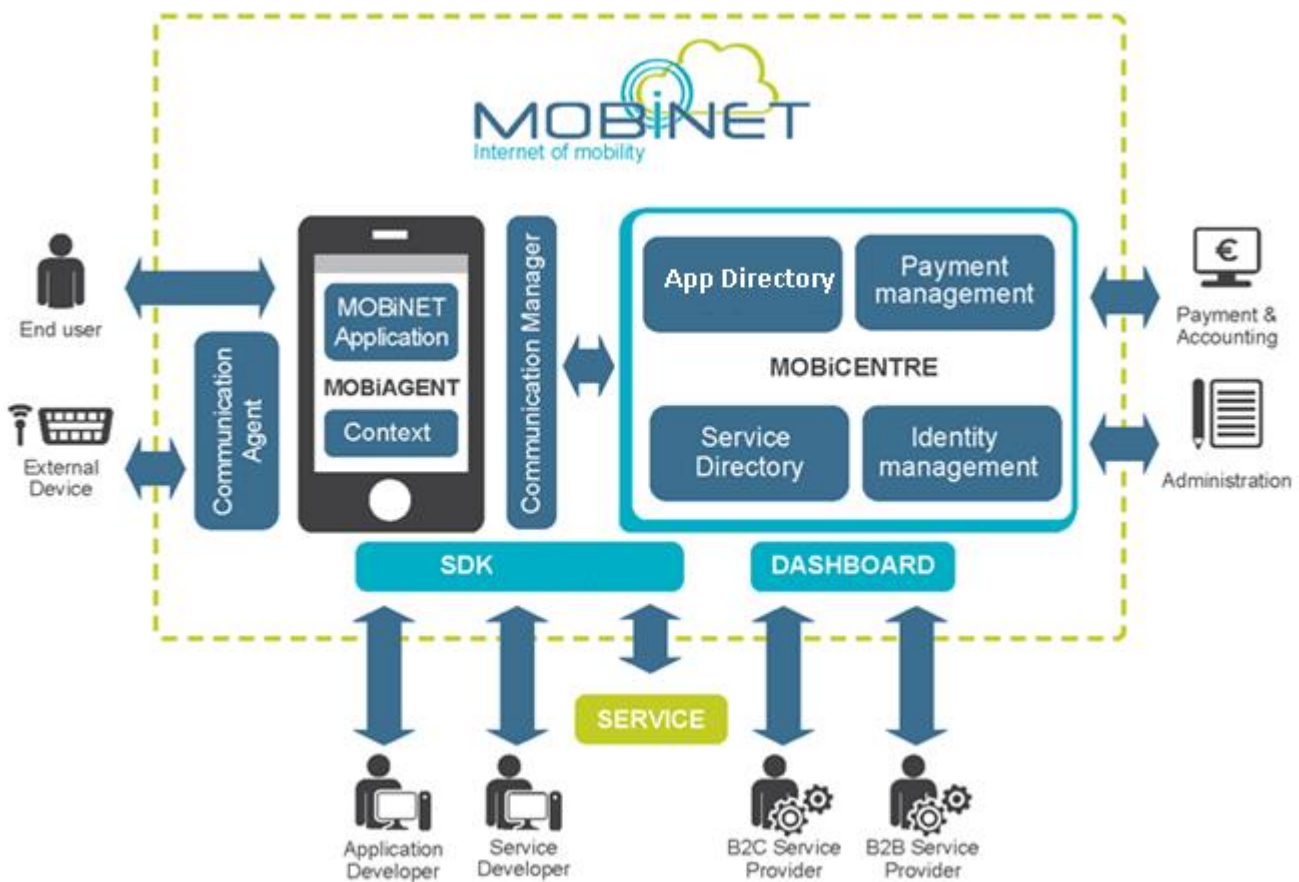 MOBiNET
Internet of mobility
End user
External
Device
Communication
Agent
MOBiNET
Application
MOBiAGENT
Context
Communication Manager
App Directory
Payment
management
MOBiCENTRE
Service
Directory
Identity
management
€
Payment &
Accounting
Administration
SDK
DASHBOARD
SERVICE
Application
Developer
Service
Developer
B2C Service
Provider
B2B Service
Provider